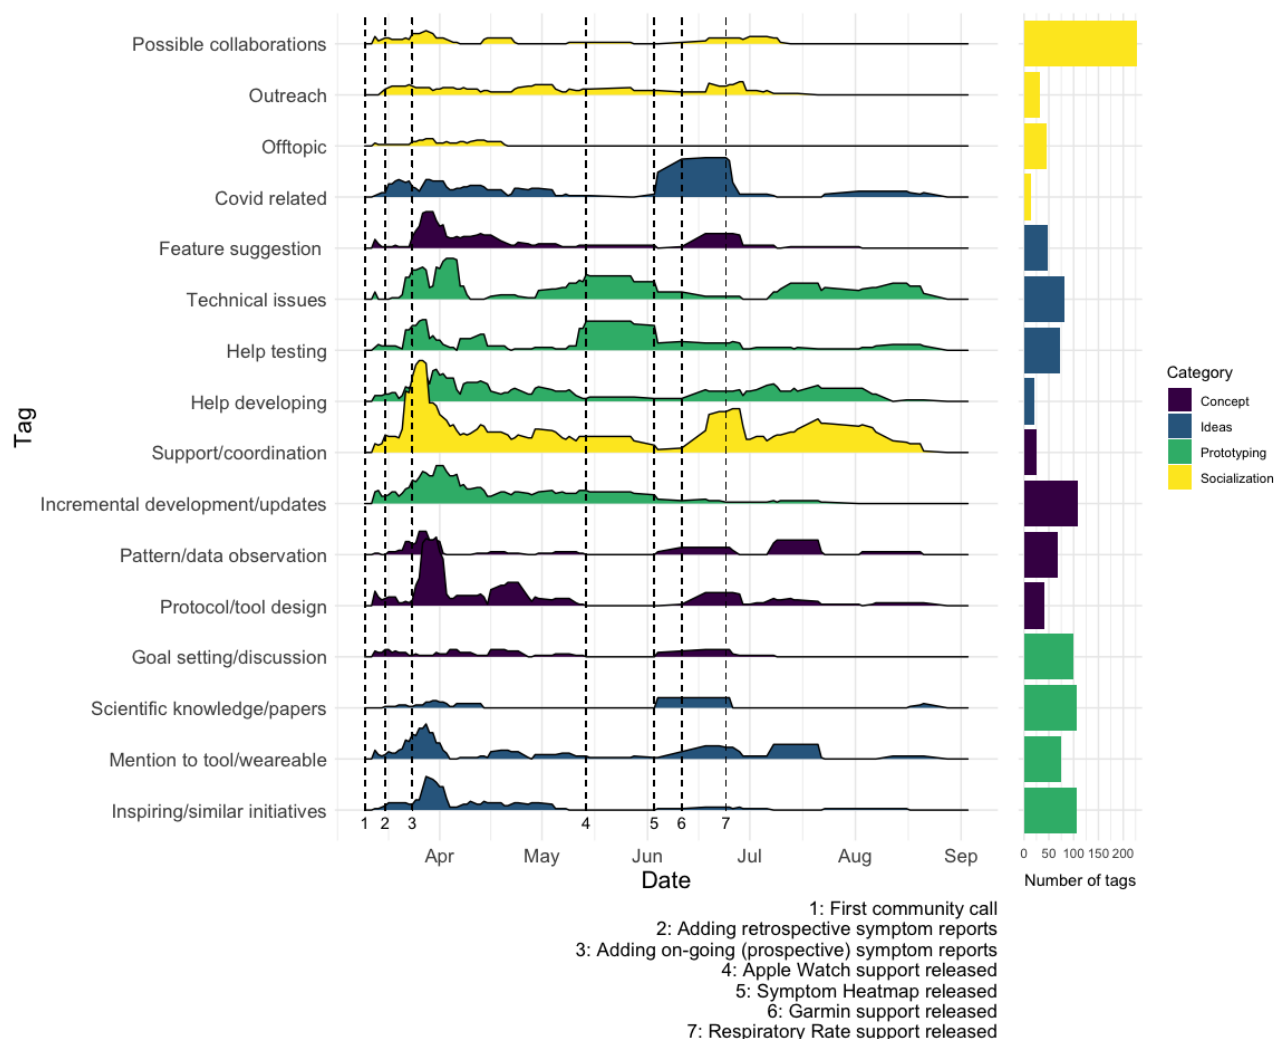 Tag
Possible collaborations
Outreach
Offtopic
Covid related
Feature suggestion
Technical issues
Help testing
Help developing
Support/coordination
Incremental development/updates
Pattern/data observation
Protocol/tool design
Goal setting/discussion
Scientific knowledge/papers
Mention to tool/weareable
Inspiring/similar initiatives
1 2 3 4 5 6 7
Apr May Jun Jul Aug Sep
Date
0 50 100 150 200
Number of tags
Category
Concept
Ideas
Prototyping
Socialization
1: First community call
2: Adding retrospective symptom reports
3: Adding on-going (prospective) symptom reports
4: Apple Watch support released
5: Symptom Heatmap released
6: Garmin support released
7: Respiratory Rate support released